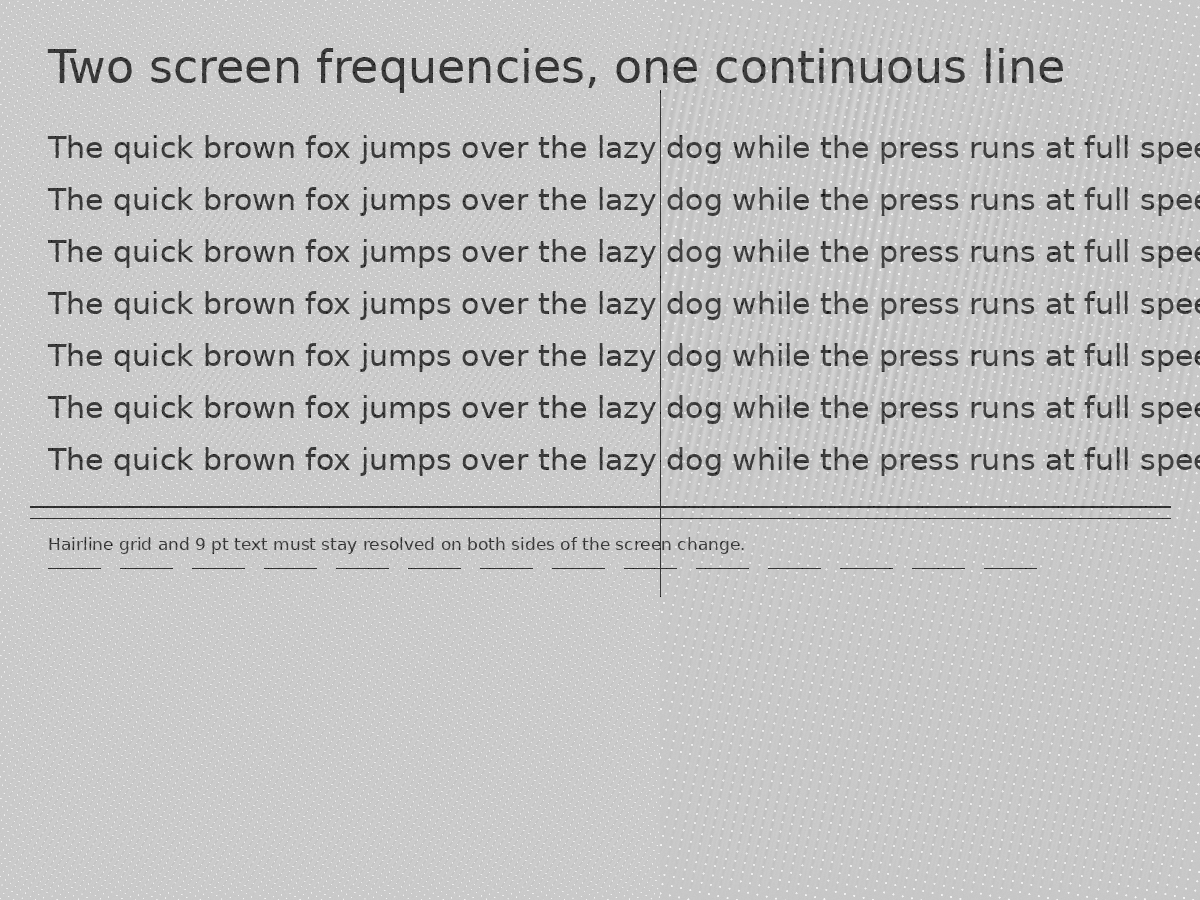 Two screen frequencies, one continuous line
The quick brown fox jumps over the lazy dog while the press runs at full spee
The quick brown fox jumps over the lazy dog while the press runs at full spee
The quick brown fox jumps over the lazy dog while the press runs at full spee
The quick brown fox jumps over the lazy dog while the press runs at full spee
The quick brown fox jumps over the lazy dog while the press runs at full spee
The quick brown fox jumps over the lazy dog while the press runs at full spee
The quick brown fox jumps over the lazy dog while the press runs at full spee
Hairline grid and 9 pt text must stay resolved on both sides of the screen change.